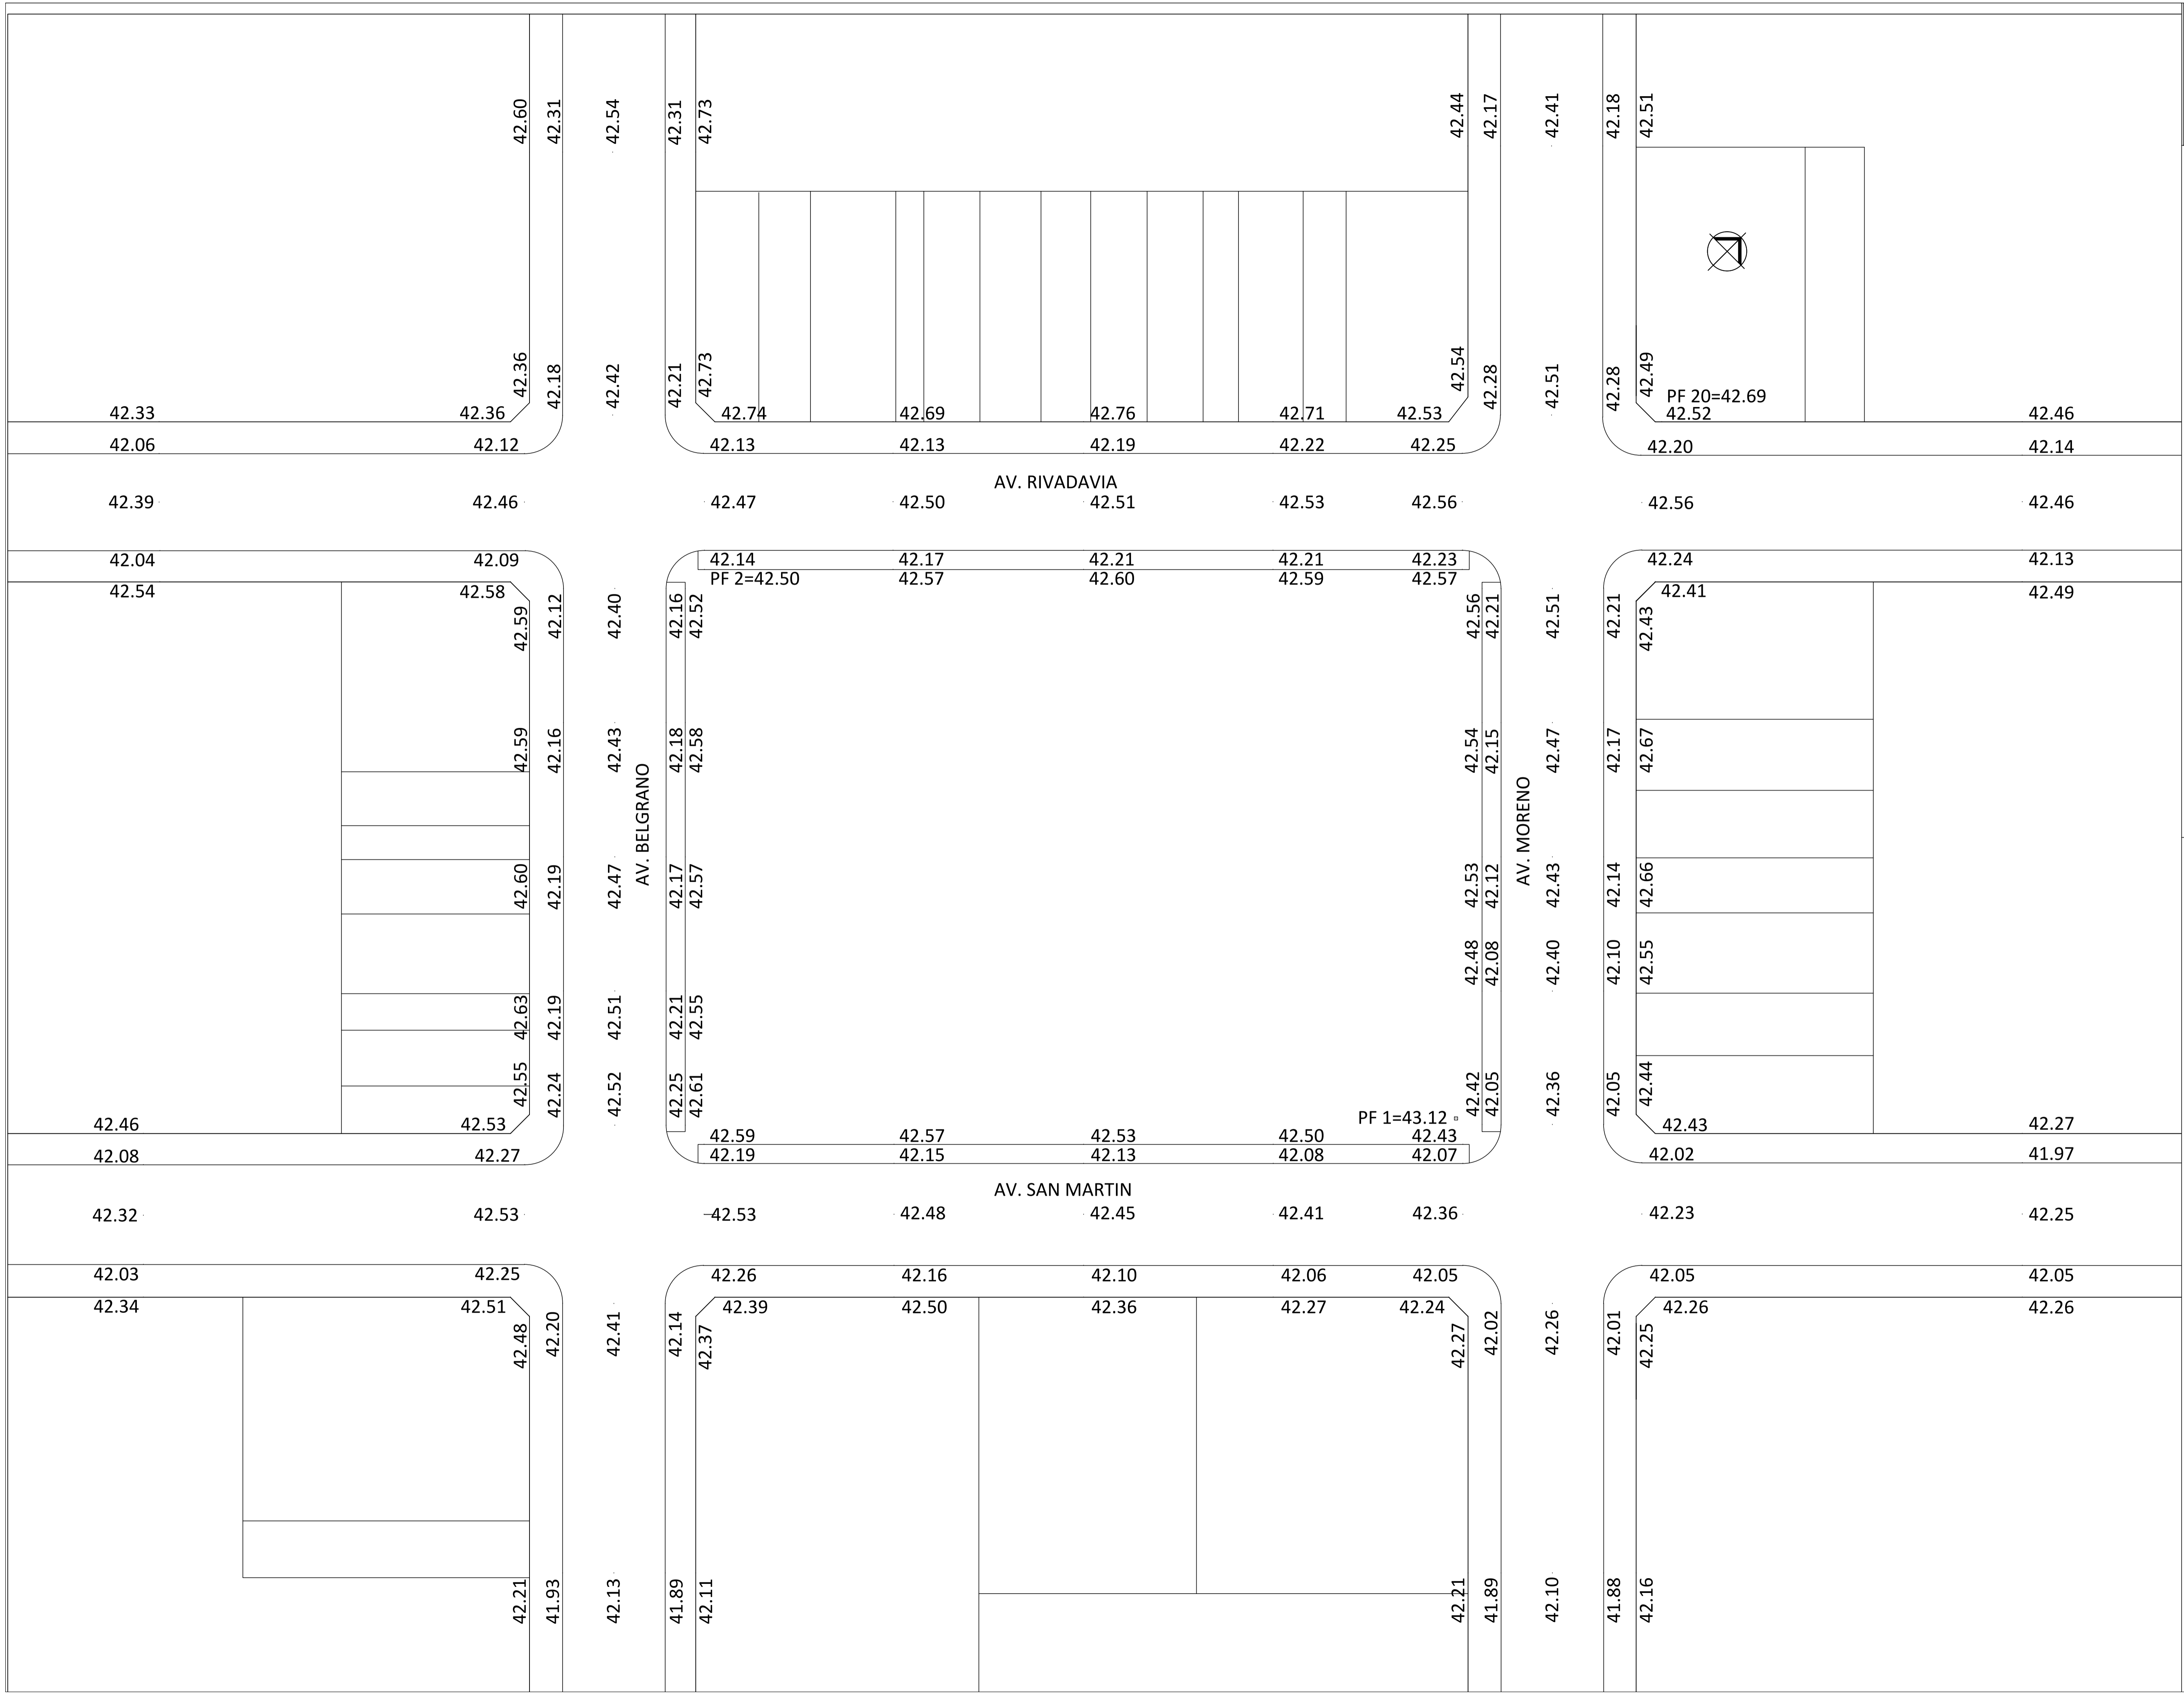 42.60 42.31 42.54 42.31 42.73 42.44 42.17 42.41 42.18 42.51
42.36 42.18 42.42 42.21 42.73 42.54 42.28 42.51 42.28 42.49
PF 20=42.69
42.33 42.36 42.74 42.69 42.76 42.71 42.53 42.52 42.46
42.06 42.12 42.13 42.13 42.19 42.22 42.25 42.20 42.14
AV. RIVADAVIA
42.39 42.46 42.47 42.50 42.51 42.53 42.56 42.56 42.46
42.04 42.09 42.14 42.17 42.21 42.21 42.23 42.24 42.13
PF 2=42.50 42.57 42.60 42.59 42.57
42.54 42.58 42.41 42.49
42.59 42.12 42.40 42.16 42.52 42.56 42.21 42.51 42.21 42.43
42.59 42.16 42.43 42.18 42.58 42.54 42.15 42.47 42.17 42.67
AV. BELGRANO AV. MORENO
42.60 42.19 42.47 42.17 42.57 42.53 42.12 42.43 42.14 42.66
42.48 42.08 42.40 42.10 42.55
42.63 42.19 42.51 42.21 42.55
42.55 42.24 42.52 42.25 42.61 42.42 42.05 42.36 42.05 42.44
PF 1=43.12
42.46 42.53 42.43 42.27
42.59 42.57 42.53 42.50 42.43
42.08 42.27 42.19 42.15 42.13 42.08 42.07 42.02 41.97
AV. SAN MARTIN
42.32 42.53 42.53 42.48 42.45 42.41 42.36 42.23 42.25
42.03 42.25 42.26 42.16 42.10 42.06 42.05 42.05 42.05
42.34 42.51 42.39 42.50 42.36 42.27 42.24 42.26 42.26
42.48 42.20 42.41 42.14 42.37 42.27 42.02 42.26 42.01 42.25
42.21 41.93 42.13 41.89 42.11 42.21 41.89 42.10 41.88 42.16